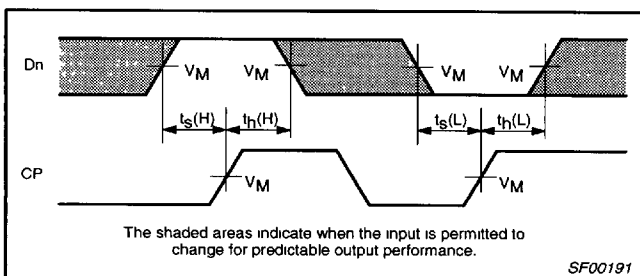 Dn
VM VM VM VM
ts(H) th(H) ts(L) th(L)
CP
VM VM
The shaded areas indicate when the input is permitted to
change for predictable output performance.
SF00191